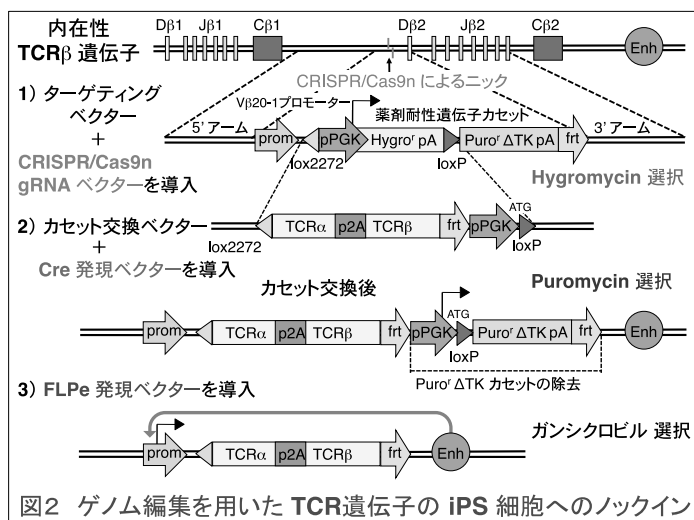 内在性
TCRβ 遺伝子
Dβ1 Jβ1 Cβ1 Dβ2 Jβ2 Cβ2
Enh
CRISPR/Cas9n によるニック
1) ターゲティング
ベクター
+
CRISPR/Cas9n
gRNA ベクターを導入
Vβ20-1プロモーター
薬剤耐性遺伝子カセット
5’アーム 3’アーム
prom pPGK Hygroʳ pA Puroʳ ΔTK pA frt
lox2272 loxP
Hygromycin 選択
2) カセット交換ベクター
+
Cre 発現ベクターを導入
ATG
TCRα p2A TCRβ frt pPGK
lox2272 loxP
カセット交換後
Puromycin 選択
ATG
prom TCRα p2A TCRβ frt pPGK Puroʳ ΔTK pA frt Enh
loxP
Puroʳ ΔTK カセットの除去
3) FLPe 発現ベクターを導入
ガンシクロビル 選択
prom TCRα p2A TCRβ frt Enh
図2 ゲノム編集を用いた TCR遺伝子の iPS 細胞へのノックイン